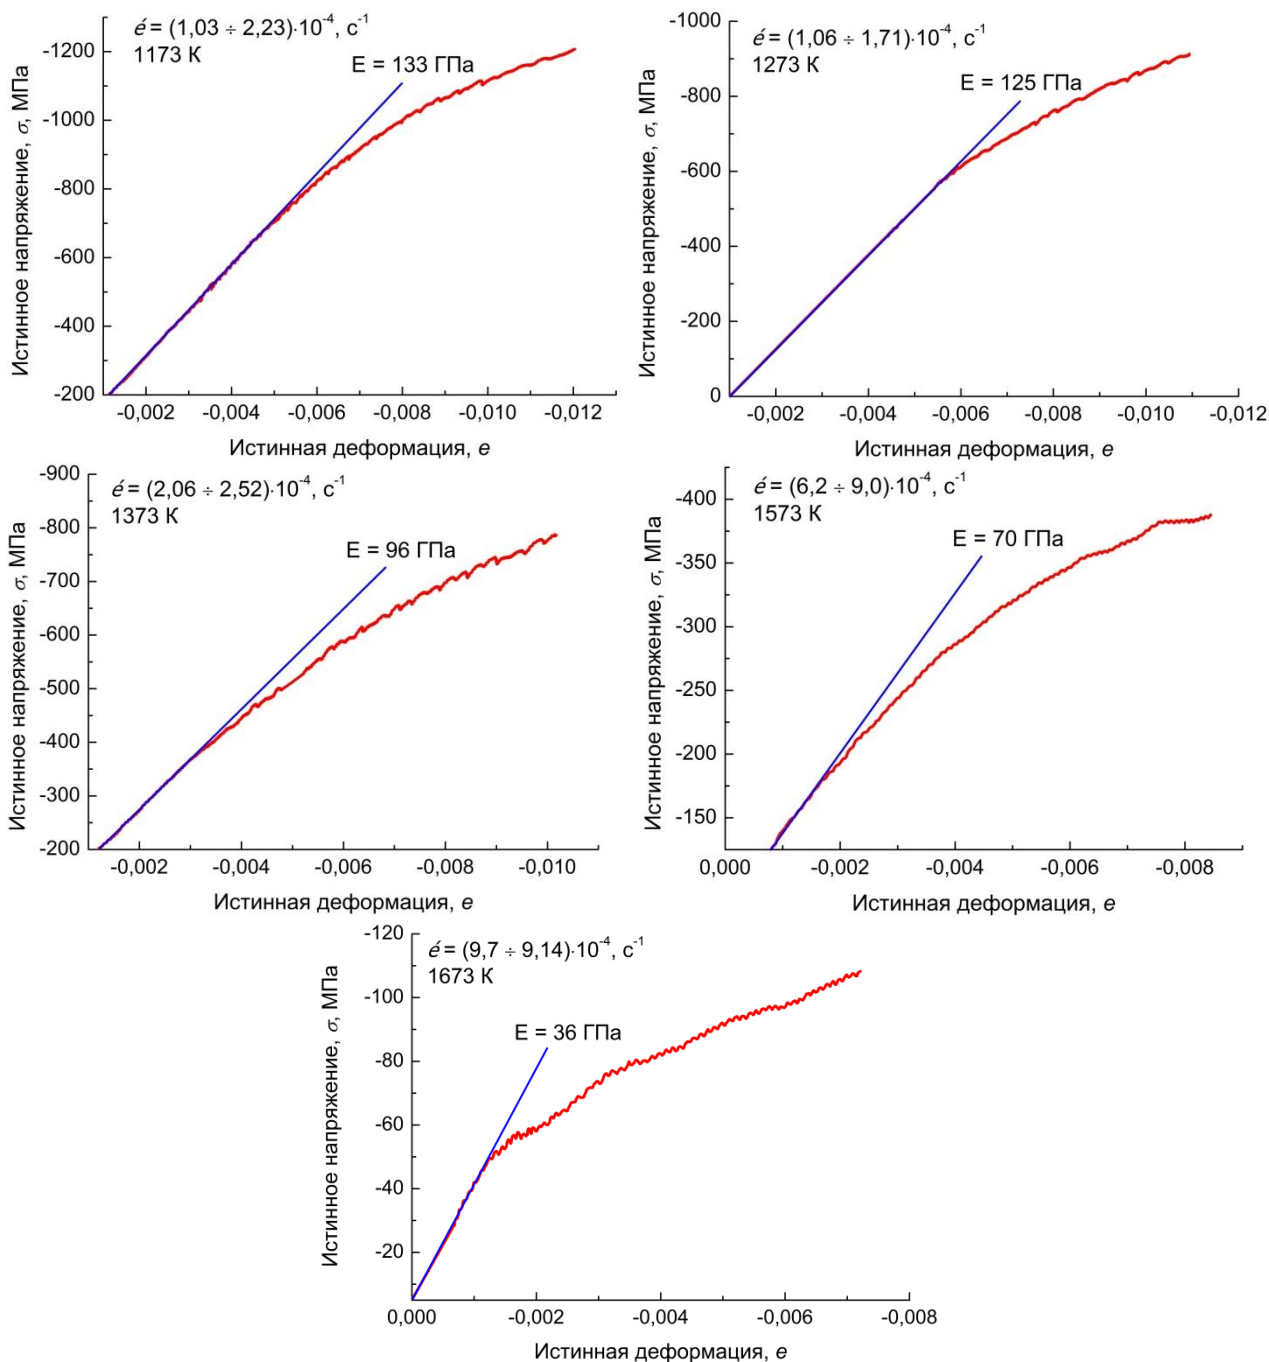 é = (1,03 ÷ 2,23)·10⁻⁴, с⁻¹
1173 К
E = 133 ГПа
Истинное напряжение, σ, МПа
-1200
-1000
-800
-600
-400
-200
-0,002 -0,004 -0,006 -0,008 -0,010 -0,012
Истинная деформация, e
é = (1,06 ÷ 1,71)·10⁻⁴, с⁻¹
1273 К
E = 125 ГПа
Истинное напряжение, σ, МПа
-1000
-800
-600
-400
-200
0
-0,002 -0,004 -0,006 -0,008 -0,010 -0,012
Истинная деформация, e
é = (2,06 ÷ 2,52)·10⁻⁴, с⁻¹
1373 К
E = 96 ГПа
Истинное напряжение, σ, МПа
-900
-800
-700
-600
-500
-400
-300
-200
-0,002 -0,004 -0,006 -0,008 -0,010
Истинная деформация, e
é = (6,2 ÷ 9,0)·10⁻⁴, с⁻¹
1573 К
E = 70 ГПа
Истинное напряжение, σ, МПа
-400
-350
-300
-250
-200
-150
0,000 -0,002 -0,004 -0,006 -0,008
Истинная деформация, e
é = (9,7 ÷ 9,14)·10⁻⁴, с⁻¹
1673 К
E = 36 ГПа
Истинное напряжение, σ, МПа
-120
-100
-80
-60
-40
-20
0,000 -0,002 -0,004 -0,006 -0,008
Истинная деформация, e